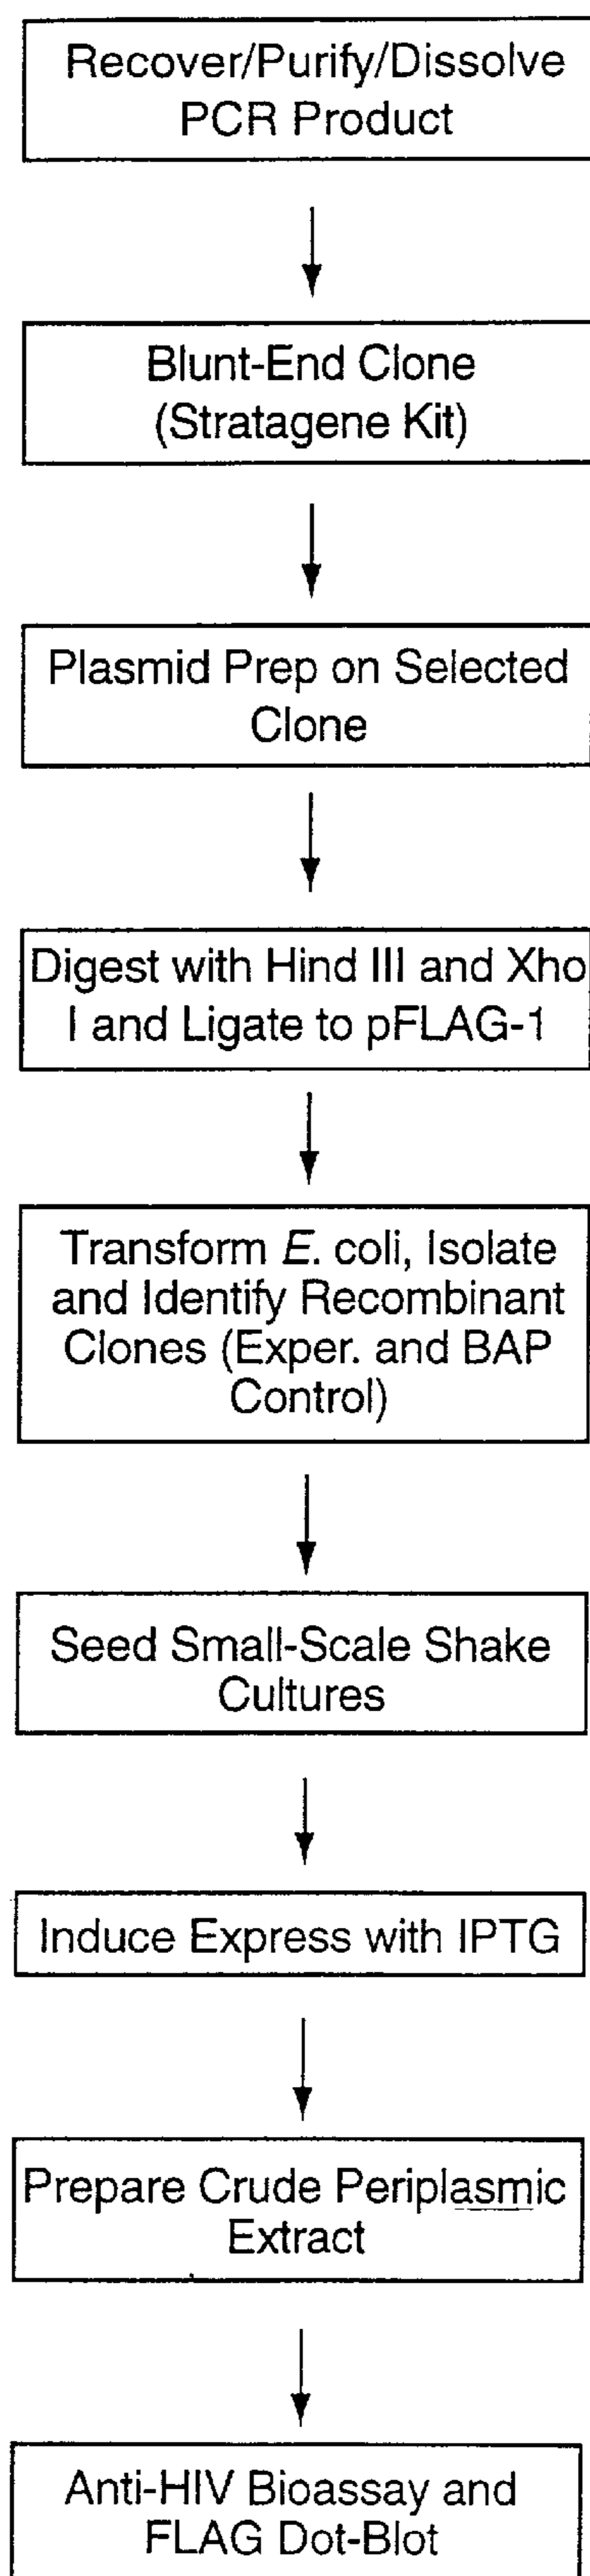 Recover/Purify/Dissolve
PCR Product
Blunt-End Clone
(Stratagene Kit)
Plasmid Prep on Selected
Clone
Digest with Hind III and Xho
I and Ligate to pFLAG-1
Transform E. coli, Isolate
and Identify Recombinant
Clones (Exper. and BAP
Control)
Seed Small-Scale Shake
Cultures
Induce Express with IPTG
Prepare Crude Periplasmic
Extract
Anti-HIV Bioassay and
FLAG Dot-Blot